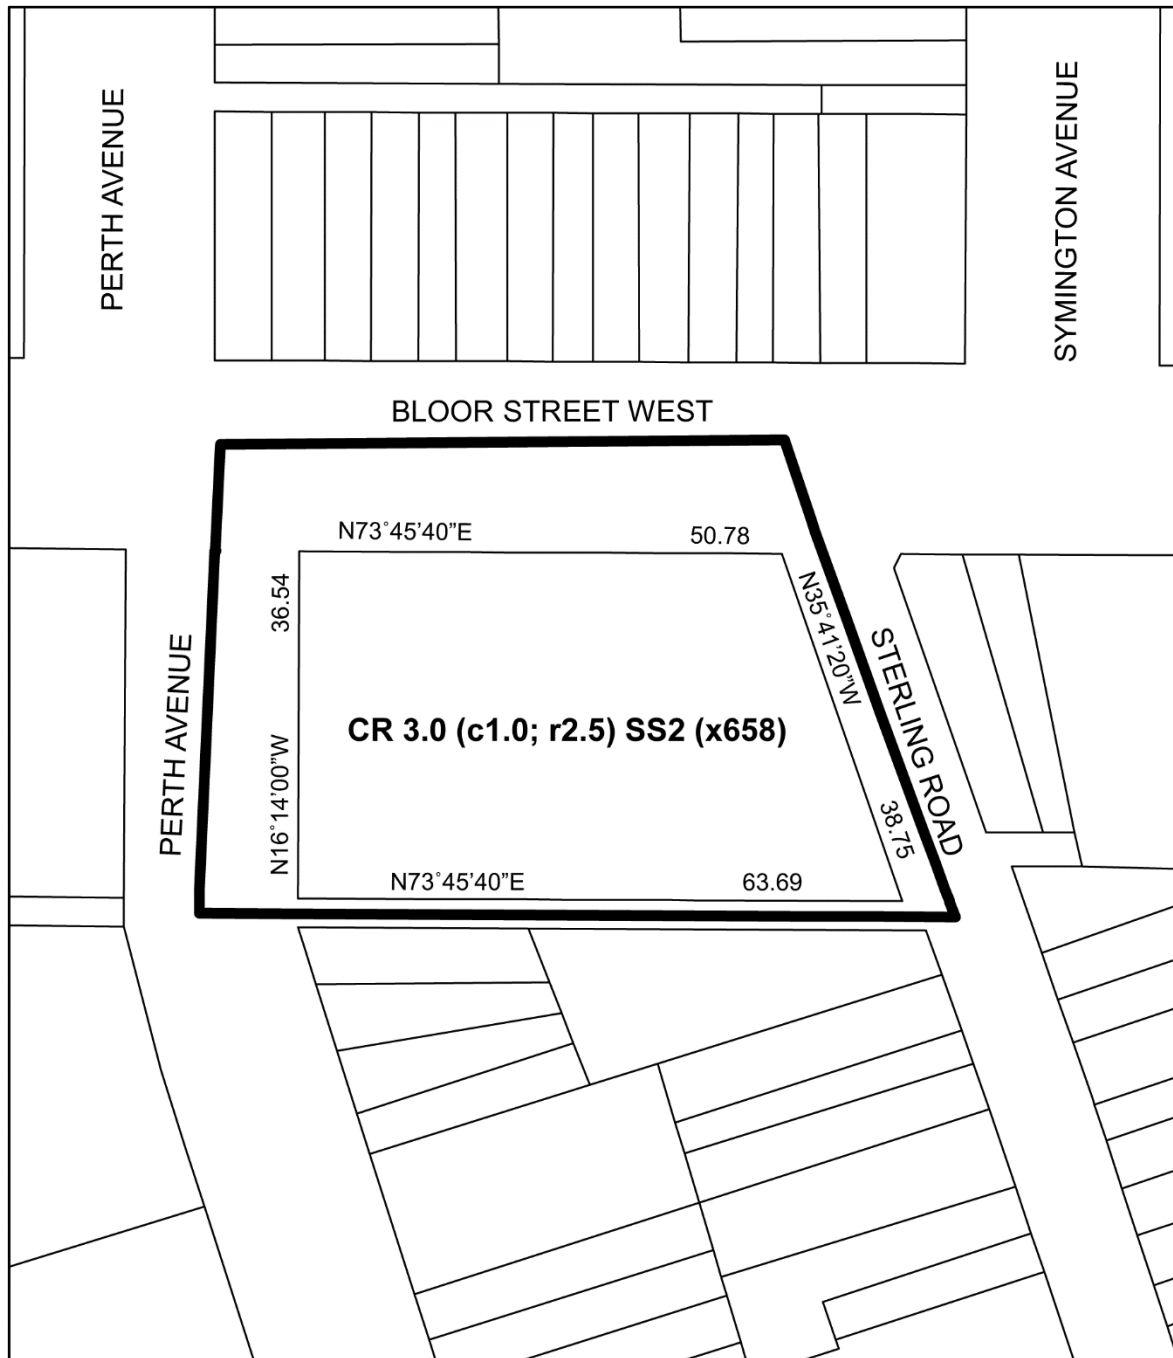 PERTH AVENUE
SYMINGTON AVENUE
BLOOR STREET WEST
N73°45’40”E
50.78
36.54
N35°41’20”W
STERLING ROAD
PERTH AVENUE
CR 3.0 (c1.0; r2.5) SS2 (x658)
N16°14’00”W
38.75
N73°45’40”E
63.69